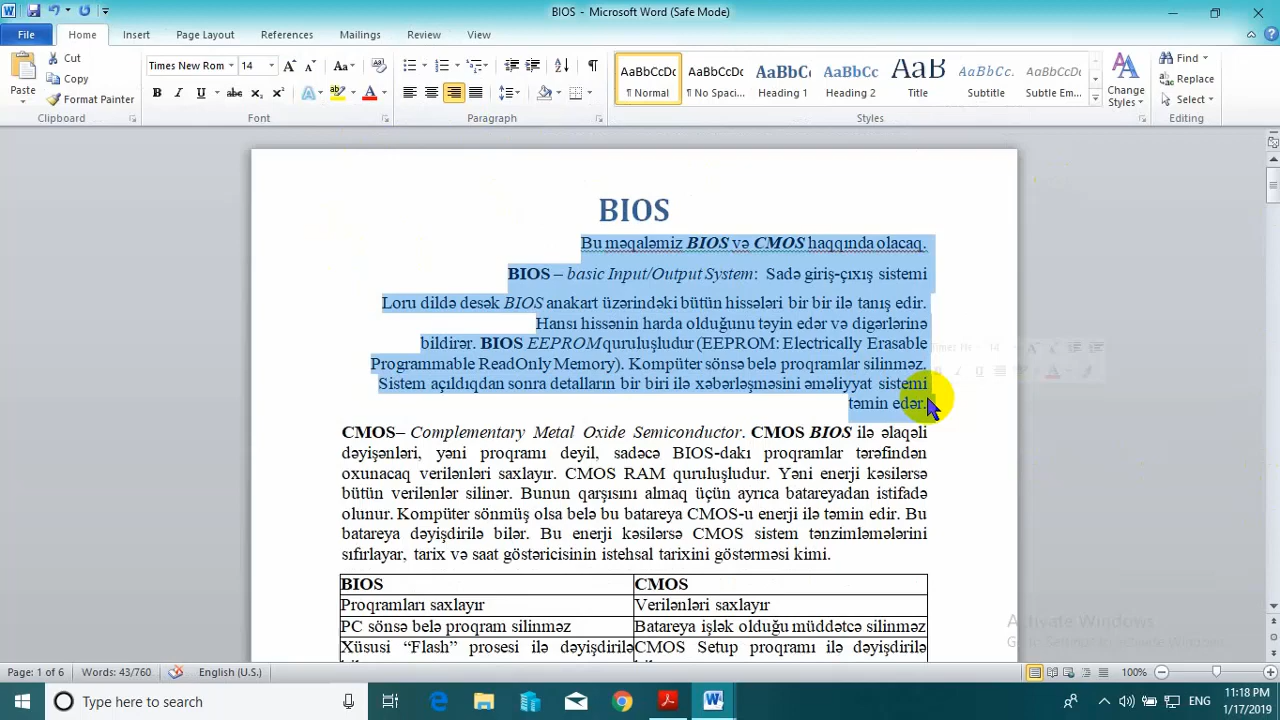 BIOS - Microsoft Word (Safe Mode)
File Home Insert Page Layout References Mailings Review View
Paste
Cut
Copy
Format Painter
Times New Rom 14
AaBbCcDc AaBbCcDc AaBbCc AaBbCc AaB AaBbCc. AaBbCcDc
¶ Normal ¶ No Spaci... Heading 1 Heading 2 Title Subtitle Subtle Em...
Change
Styles
Find
Replace
Select
Clipboard Font Paragraph Styles Editing
BIOS
Bu məqaləmiz BIOS və CMOS haqqında olacaq.
BIOS – basic Input/Output System: Sadə giriş-çıxış sistemi
Loru dildə desək BIOS anakart üzərindəki bütün hissələri bir bir ilə tanış edir.
Hansı hissənin harda olduğunu təyin edər və digərlərinə
bildirər. BIOS EEPROM quruluşludur (EEPROM: Electrically Erasable
Programmable ReadOnly Memory). Kompüter sönsə belə proqramlar silinməz.
Sistem açıldıqdan sonra detalların bir biri ilə xəbərləşməsini əməliyyat sistemi
təmin edər.
CMOS– Complementary Metal Oxide Semiconductor. CMOS BIOS ilə əlaqəli
dəyişənləri, yəni proqramı deyil, sadəcə BIOS-dakı proqramlar tərəfindən
oxunacaq verilənləri saxlayır. CMOS RAM quruluşludur. Yəni enerji kəsilərsə
bütün verilənlər silinər. Bunun qarşısını almaq üçün ayrıca batareyadan istifadə
olunur. Kompüter sönmüş olsa belə bu batareya CMOS-u enerji ilə təmin edir. Bu
batareya dəyişdirilə bilər. Bu enerji kəsilərsə CMOS sistem tənzimləmələrini
sıfırlayar, tarix və saat göstəricisinin istehsal tarixini göstərməsi kimi.
BIOS CMOS
Proqramları saxlayır Verilənləri saxlayır
PC sönsə belə proqram silinməz Batareya işlək olduğu müddətcə silinməz
Xüsusi “Flash” prosesi ilə dəyişdirilə CMOS Setup proqramı ilə dəyişdirilə
Activate Windows
Go to Settings to activate Windows.
Page: 1 of 6 Words: 43/760 English (U.S.) 100%
Type here to search
ENG
11:18 PM
1/17/2019